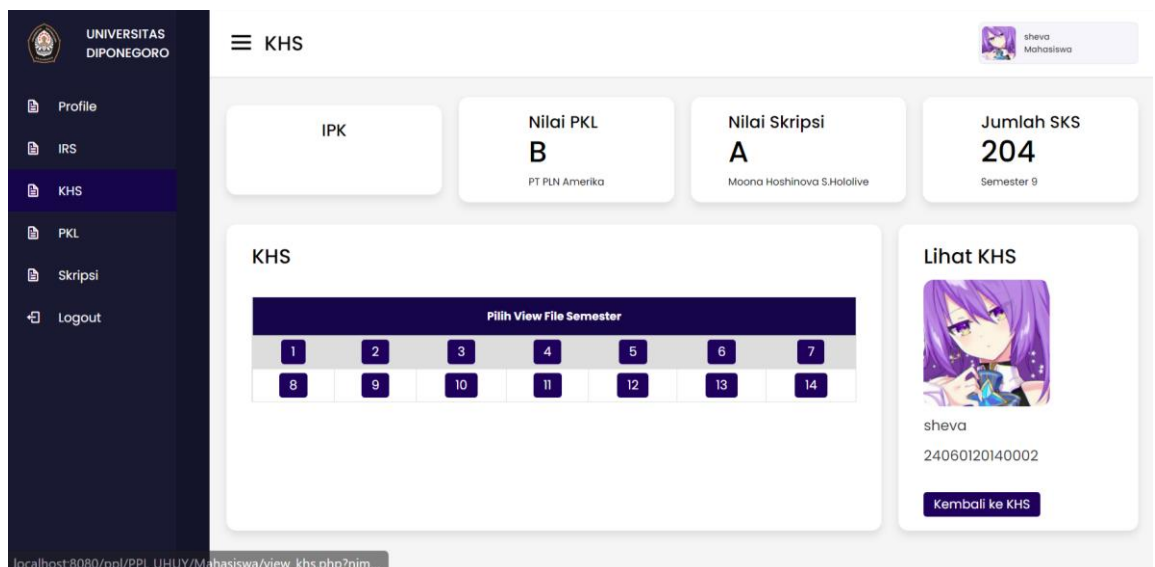 UNIVERSITAS
DIPONEGORO
KHS
sheva
Mahasiswa
Profile
IRS
KHS
PKL
Skripsi
Logout
IPK
Nilai PKL
B
PT PLN Amerika
Nilai Skripsi
A
Moona Hoshinova S.Hololive
Jumlah SKS
204
Semester 9
KHS
Pilih View File Semester
1 2 3 4 5 6 7
8 9 10 11 12 13 14
Lihat KHS
sheva
24060120140002
Kembali ke KHS
localhost:8080/ppl/PPL_UHUY/Mahasiswa/view_khs.php?nim...